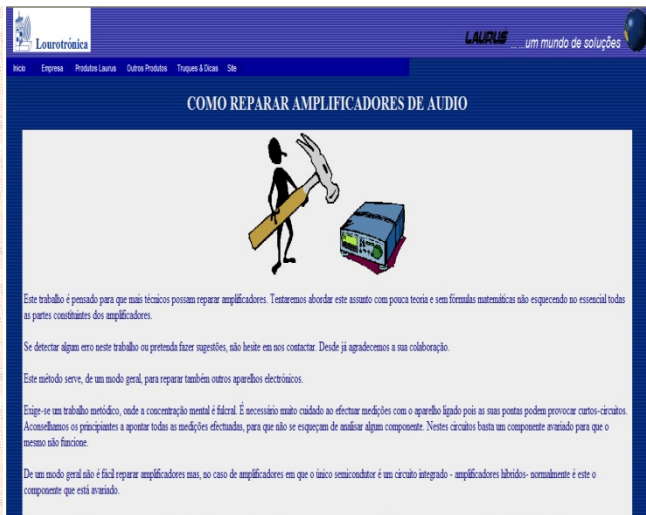 Lourotrónica
LAURUS ... ...um mundo de soluções
Inicio Empresa Produtos Laurus Outros Produtos Truques & Dicas Site
COMO REPARAR AMPLIFICADORES DE AUDIO
Este trabalho é pensado para que mais técnicos possam reparar amplificadores. Tentaremos abordar este assunto com pouca teoria e sem fórmulas matemáticas não esquecendo no essencial todas
as partes constituintes dos amplificadores.
Se detectar algum erro neste trabalho ou pretenda fazer sugestões, não hesite em nos contactar. Desde já agradecemos a sua colaboração.
Este método serve, de um modo geral, para reparar também outros aparelhos electrónicos.
Exige-se um trabalho metódico, onde a concentração mental é fulcral. É necessário muito cuidado ao efectuar medições com o aparelho ligado pois as suas pontas podem provocar curtos-circuitos.
Aconselhamos os principiantes a apontar todas as medições efectuadas, para que não se esqueçam de analisar algum componente. Nestes circuitos basta um componente avariado para que o
mesmo não funcione.
De um modo geral não é fácil reparar amplificadores mas, no caso de amplificadores em que o único semicondutor é um circuito integrado - amplificadores híbridos- normalmente é este o
componente que está avariado.